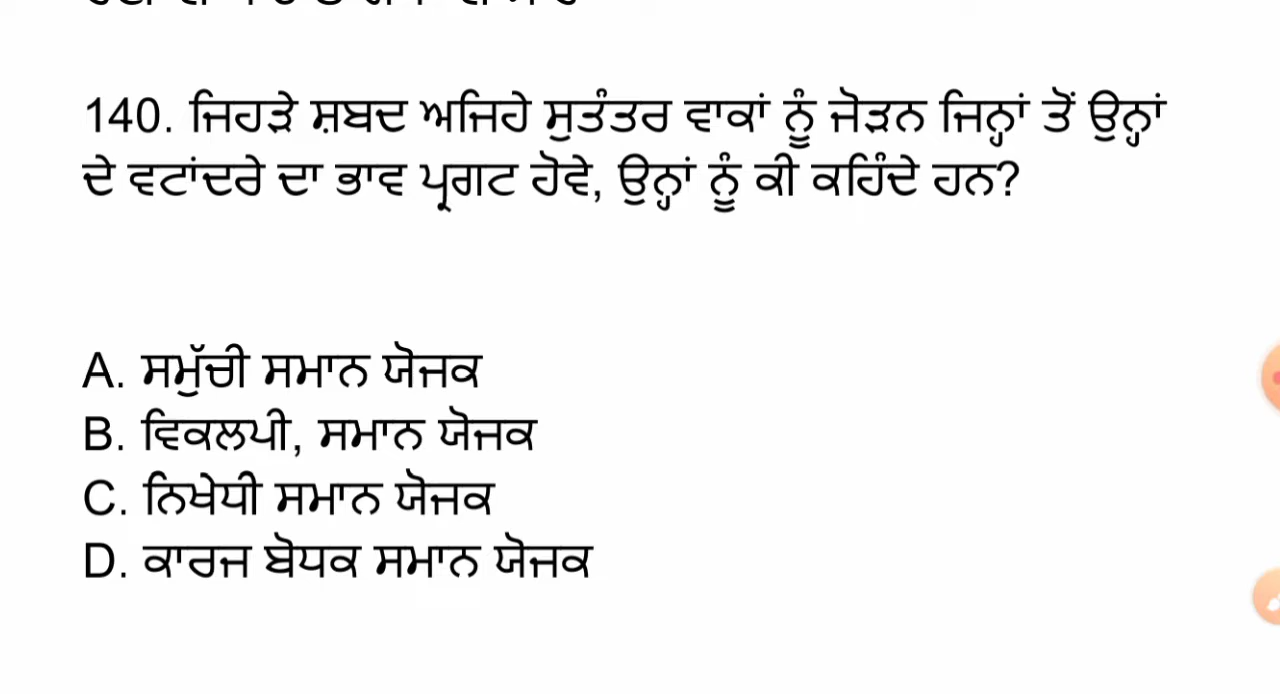 140. ਜਿਹੜੇ ਸ਼ਬਦ ਅਜਿਹੇ ਸੁਤੰਤਰ ਵਾਕਾਂ ਨੂੰ ਜੋੜਨ ਜਿਨ੍ਹਾਂ ਤੋਂ ਉਨ੍ਹਾਂ
ਦੇ ਵਟਾਂਦਰੇ ਦਾ ਭਾਵ ਪ੍ਰਗਟ ਹੋਵੇ, ਉਨ੍ਹਾਂ ਨੂੰ ਕੀ ਕਹਿੰਦੇ ਹਨ?
A. ਸਮੁੱਚੀ ਸਮਾਨ ਯੋਜਕ
B. ਵਿਕਲਪੀ, ਸਮਾਨ ਯੋਜਕ
C. ਨਿਖੇਧੀ ਸਮਾਨ ਯੋਜਕ
D. ਕਾਰਜ ਬੋਧਕ ਸਮਾਨ ਯੋਜਕ